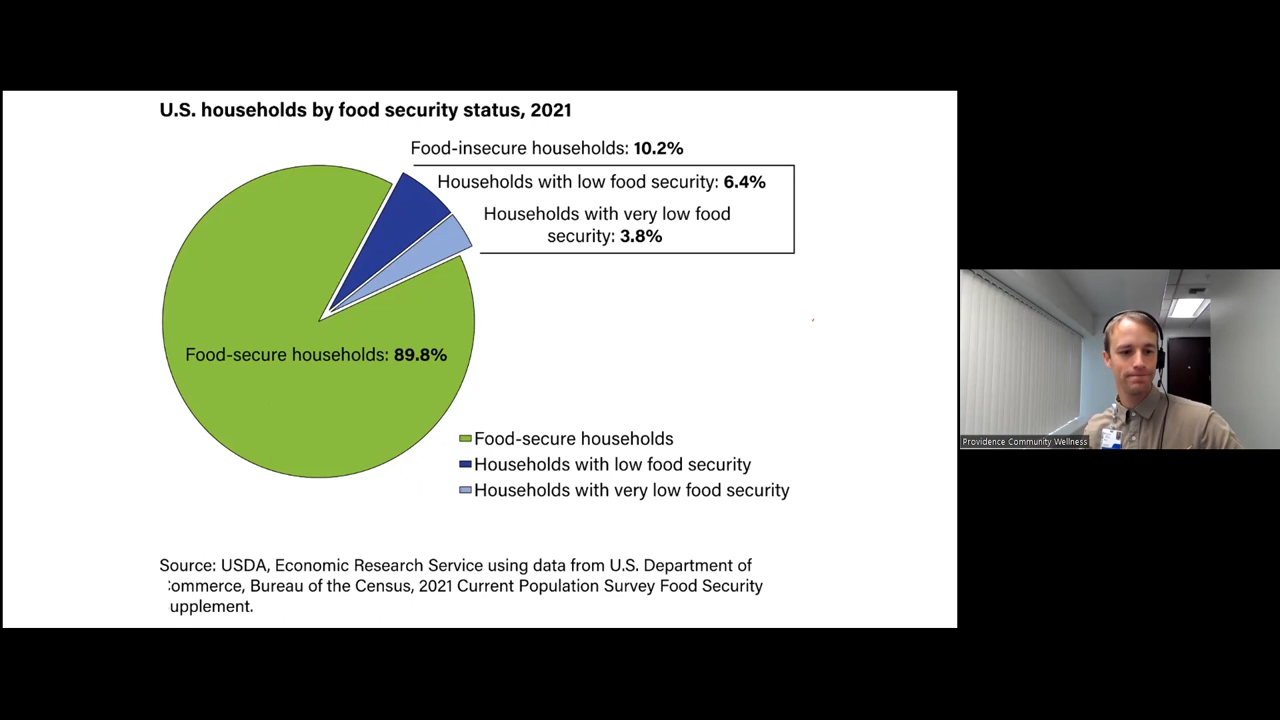 U.S. households by food security status, 2021
Food-insecure households: 10.2%
Households with low food security: 6.4%
Households with very low food
security: 3.8%
Food-secure households: 89.8%
Food-secure households
Households with low food security
Households with very low food security
Source: USDA, Economic Research Service using data from U.S. Department of
ommerce, Bureau of the Census, 2021 Current Population Survey Food Security
upplement.
Providence Community Wellness